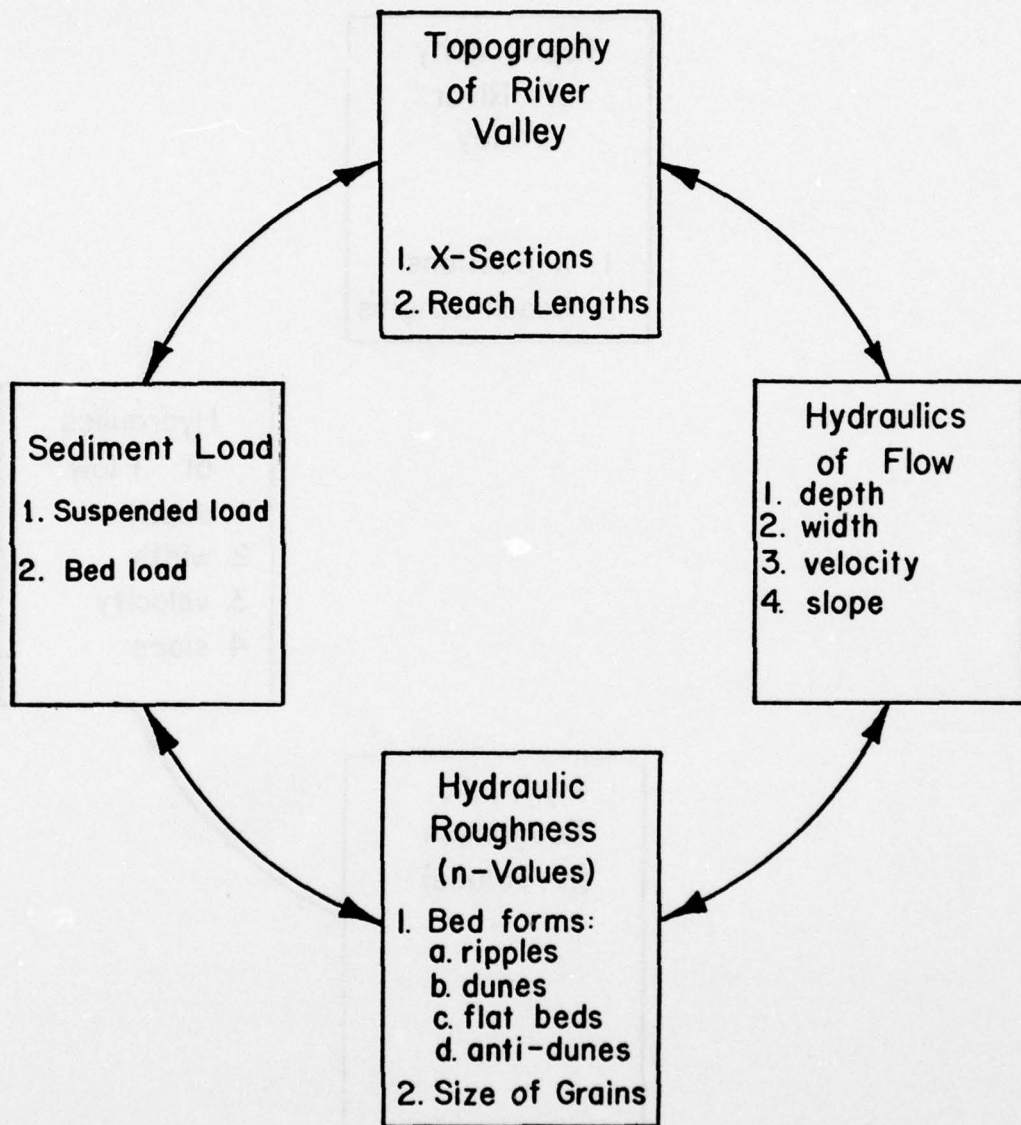 Topography
of River
Valley
1. X-Sections
2. Reach Lengths
Sediment Load
1. Suspended load
2. Bed load
Hydraulics
of Flow
1. depth
2. width
3. velocity
4. slope
Hydraulic
Roughness
(n-Values)
1. Bed forms:
a. ripples
b. dunes
c. flat beds
d. anti-dunes
2. Size of Grains